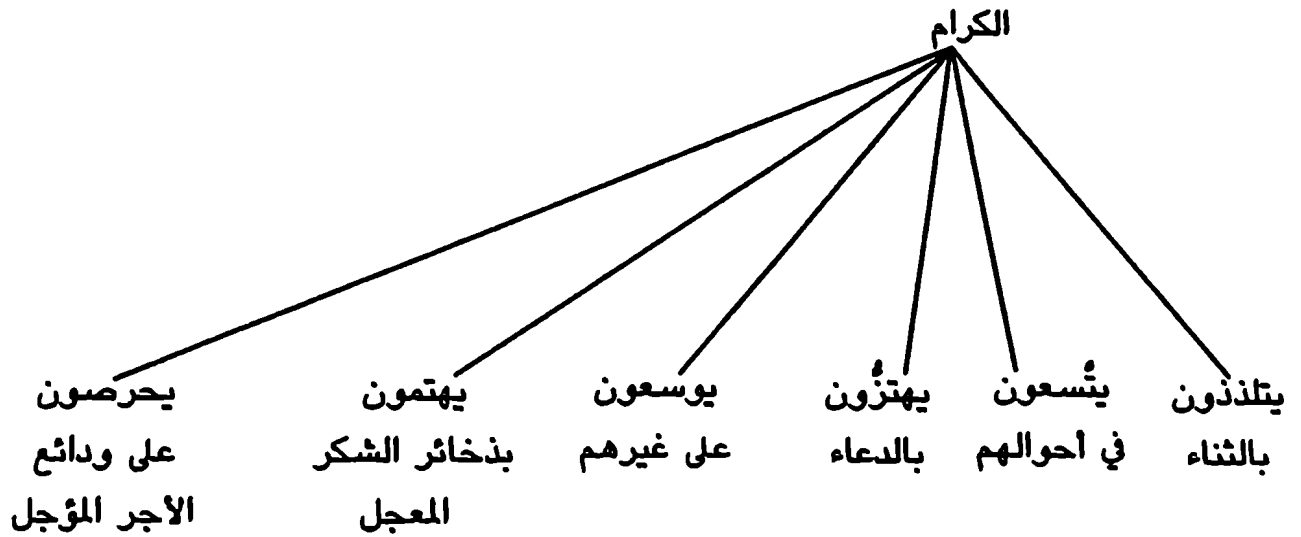 الكرام
يتلذذون
بالثناء
يتَّسعون
في أحوالهم
يهتزُّون
بالدعاء
يوسعون
على غيرهم
يهتمون
بذخائر الشكر
المعجل
يحرصون
على ودائع
الأجر المؤجل